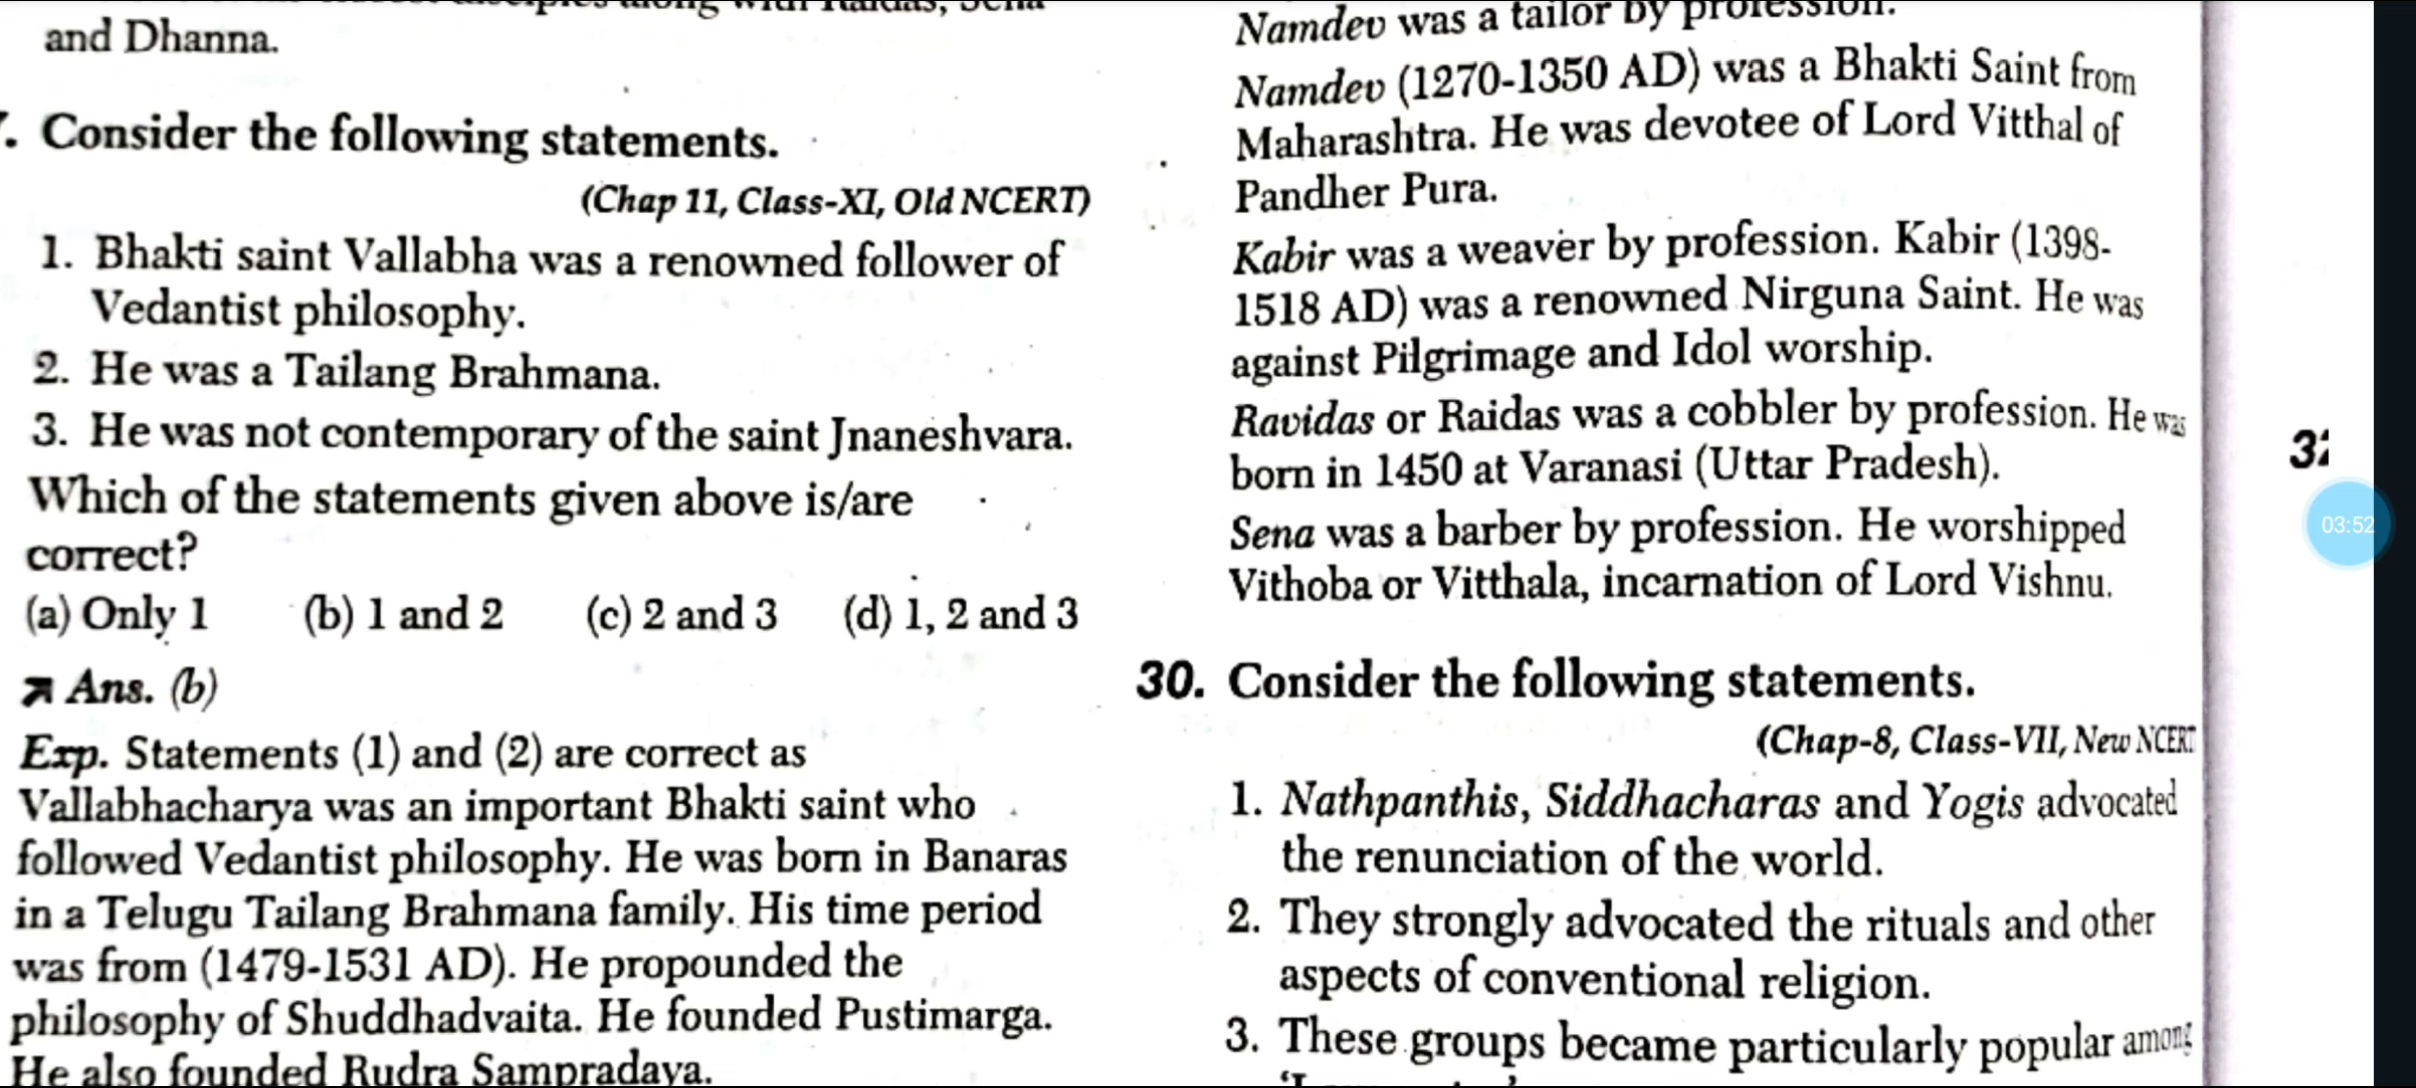 and Dhanna.
. Consider the following statements.
(Chap 11, Class-XI, Old NCERT)
1. Bhakti saint Vallabha was a renowned follower of
Vedantist philosophy.
2. He was a Tailang Brahmana.
3. He was not contemporary of the saint Jnaneshvara.
Which of the statements given above is/are
correct?
(a) Only 1 (b) 1 and 2 (c) 2 and 3 (d) 1, 2 and 3
Ans. (b)
Exp. Statements (1) and (2) are correct as
Vallabhacharya was an important Bhakti saint who
followed Vedantist philosophy. He was born in Banaras
in a Telugu Tailang Brahmana family. His time period
was from (1479-1531 AD). He propounded the
philosophy of Shuddhadvaita. He founded Pustimarga.
He also founded Rudra Sampradaya.
Namdev was a tailor by profession.
Namdev (1270-1350 AD) was a Bhakti Saint from
Maharashtra. He was devotee of Lord Vitthal of
Pandher Pura.
Kabir was a weaver by profession. Kabir (1398-
1518 AD) was a renowned Nirguna Saint. He was
against Pilgrimage and Idol worship.
Ravidas or Raidas was a cobbler by profession. He was
born in 1450 at Varanasi (Uttar Pradesh).
Sena was a barber by profession. He worshipped
Vithoba or Vitthala, incarnation of Lord Vishnu.
30. Consider the following statements.
(Chap-8, Class-VII, New NCERT
1. Nathpanthis, Siddhacharas and Yogis advocated
the renunciation of the world.
2. They strongly advocated the rituals and other
aspects of conventional religion.
3. These groups became particularly popular among
03:52